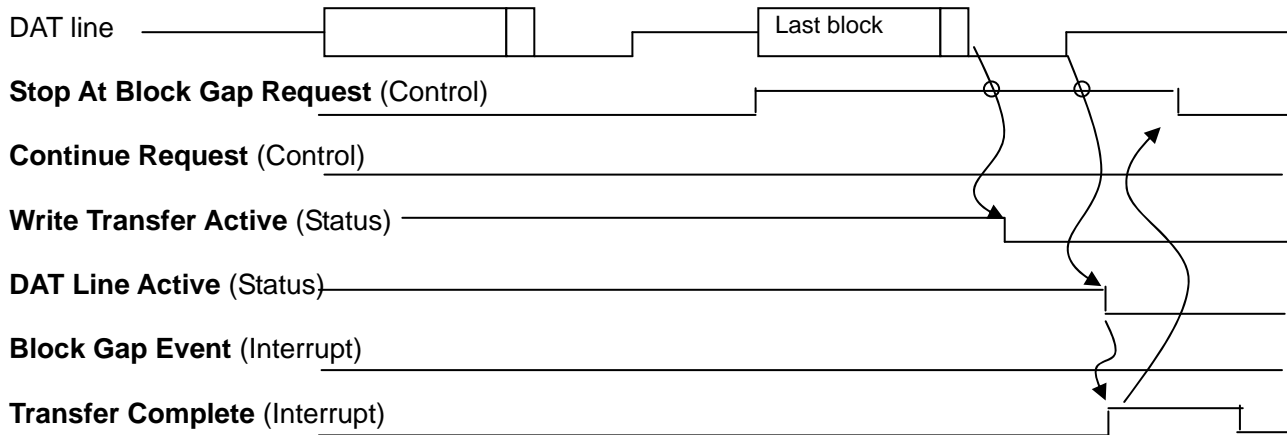 DAT line
Last block
Stop At Block Gap Request (Control)
Continue Request (Control)
Write Transfer Active (Status)
DAT Line Active (Status)
Block Gap Event (Interrupt)
Transfer Complete (Interrupt)